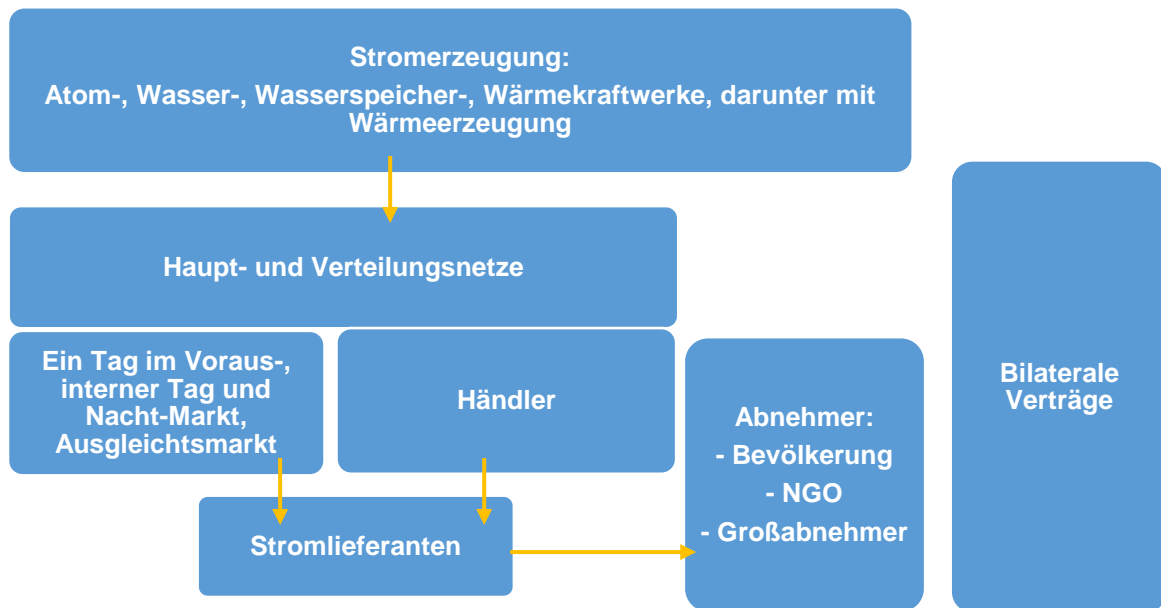 Stromerzeugung:
Atom-, Wasser-, Wasserspeicher-, Wärmekraftwerke, darunter mit
Wärmeerzeugung
Haupt- und Verteilungsnetze
Ein Tag im Voraus-,
interner Tag und
Nacht-Markt,
Ausgleichtsmarkt
Händler
Stromlieferanten
Abnehmer:
- Bevölkerung
- NGO
- Großabnehmer
Bilaterale
Verträge